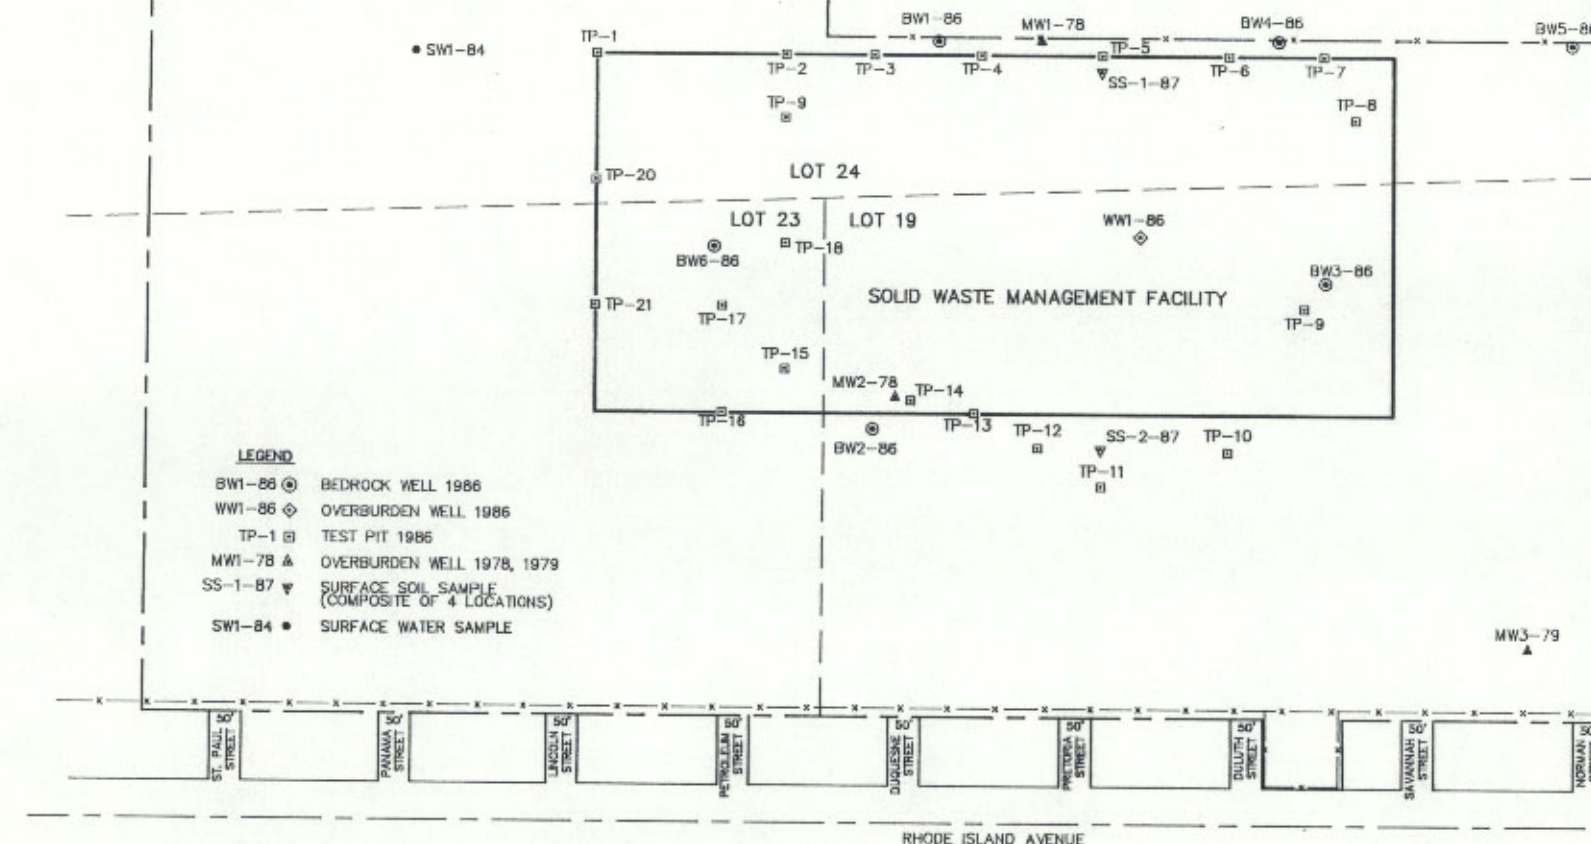 BW1-86
MW1-78
BW4-86
BW5-86
SW1-84
TP-1
TP-2
TP-3
TP-4
TP-5
TP-6
TP-7
SS-1-87
TP-9
TP-8
LOT 24
TP-20
LOT 23
LOT 19
WW1-86
TP-18
BW6-86
BW3-86
SOLID WASTE MANAGEMENT FACILITY
TP-21
TP-17
TP-9
TP-15
MW2-78
TP-14
TP-16
TP-13
TP-12
SS-2-87
TP-10
BW2-86
TP-11
LEGEND
BW1-86 BEDROCK WELL 1986
WW1-86 OVERBURDEN WELL 1986
TP-1 TEST PIT 1986
MW1-78 OVERBURDEN WELL 1978, 1979
SS-1-87 SURFACE SOIL SAMPLE
(COMPOSITE OF 4 LOCATIONS)
SW1-84 SURFACE WATER SAMPLE
MW3-79
50'
ST. PAUL
STREET
50'
PANAMA
STREET
50'
LINCOLN
STREET
50'
PETROLEUM
STREET
50'
DUQUESNE
STREET
50'
PRETORIA
STREET
50'
DULUTH
STREET
50'
SAVANNAH
STREET
50
NORMAN
RHODE ISLAND AVENUE